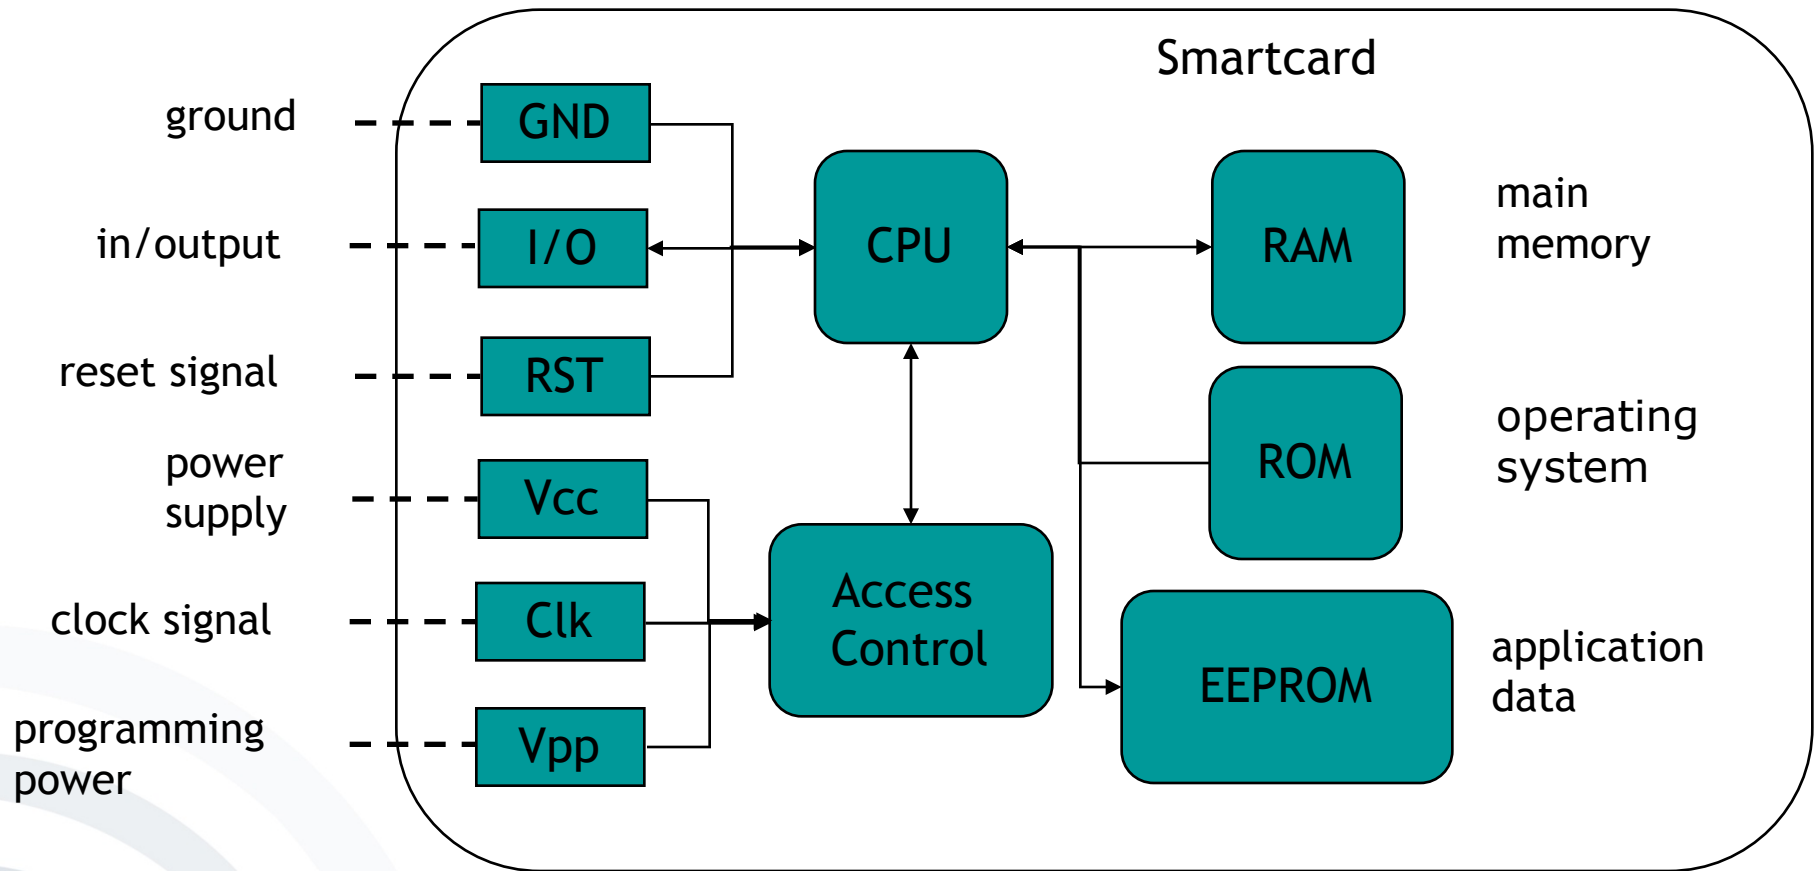 Smartcard
ground
GND
in/output
I/O
CPU
RAM
main
memory
reset signal
RST
ROM
operating
system
power
supply
Vcc
clock signal
Clk
Access
Control
EEPROM
application
data
programming
power
Vpp